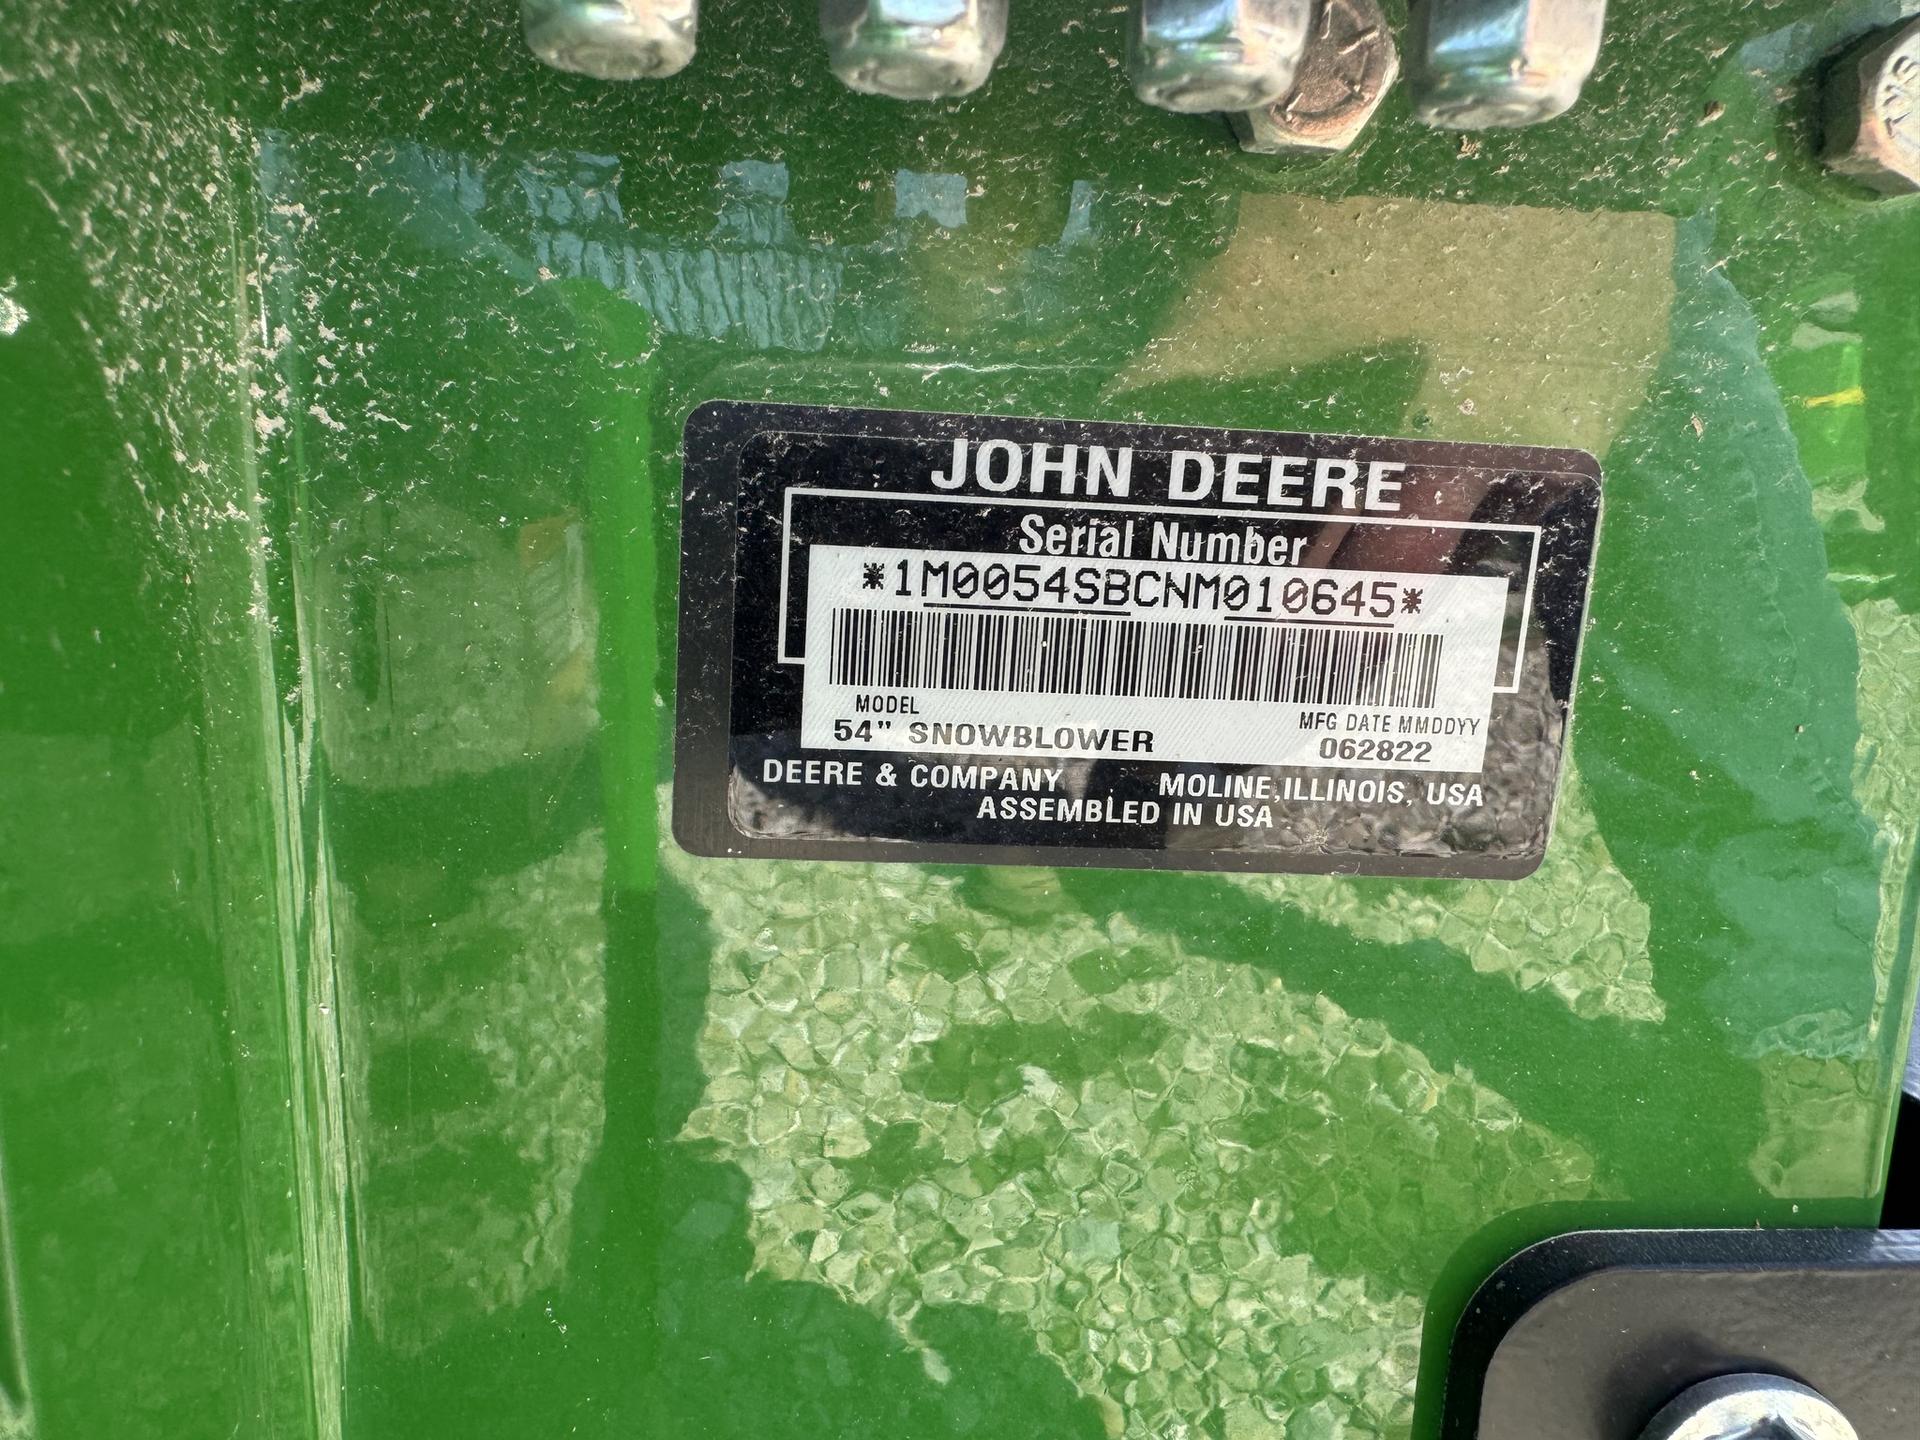 JOHN DEERE
Serial Number
*1M0054SBCNM010645*
MODEL
54" SNOWBLOWER
MFG DATE MMDDYY
062822
DEERE & COMPANY MOLINE, ILLINOIS, USA
ASSEMBLED IN USA